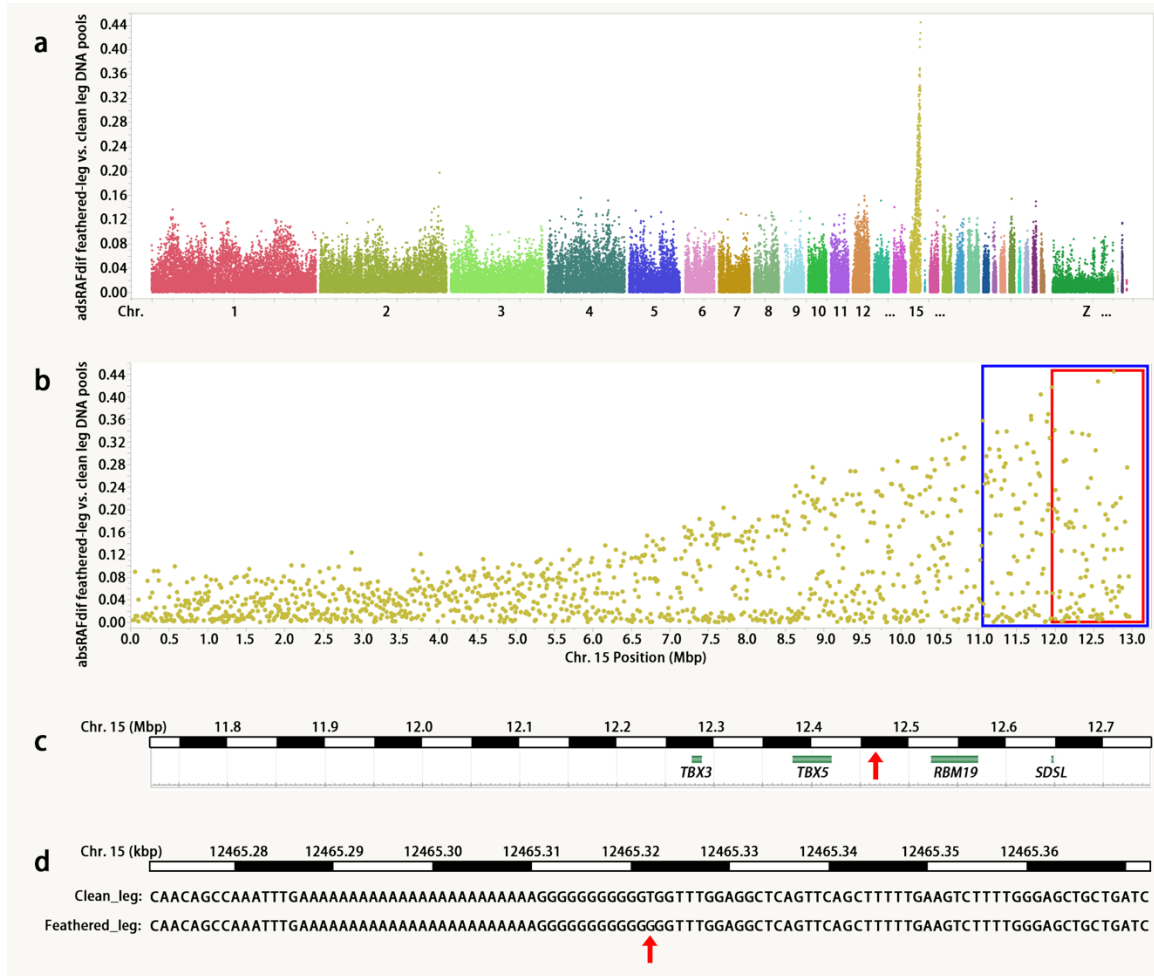 a
adsRAFdif feathered-leg vs. clean leg DNA pools
0.44
0.40
0.36
0.32
0.28
0.24
0.20
0.16
0.12
0.08
0.04
0.00
Chr. 1 2 3 4 5 6 7 8 9 10 11 12 ... 15 ... Z ...
b
absRAFdif feathered-leg vs. clean leg DNA pools
0.44
0.40
0.36
0.32
0.28
0.24
0.20
0.16
0.12
0.08
0.04
0.00
0.0 0.5 1.0 1.5 2.0 2.5 3.0 3.5 4.0 4.5 5.0 5.5 6.0 6.5 7.0 7.5 8.0 8.5 9.0 9.5 10.0 10.5 11.0 11.5 12.0 12.5 13.0
Chr. 15 Position (Mbp)
c
Chr. 15 (Mbp) 11.8 11.9 12.0 12.1 12.2 12.3 12.4 12.5 12.6 12.7
TBX3 TBX5 RBM19 SDSL
d
Chr. 15 (kbp) 12465.28 12465.29 12465.30 12465.31 12465.32 12465.33 12465.34 12465.35 12465.36
Clean_leg: CAACAGCCAAATTTGAAAAAAAAAAAAAAAAAAAAAAAAGGGGGGGGGGGTGGTTTGGAGGCTCAGTTCAGCTTTTTGAAGTCTTTTGGGAGCTGCTGATC
Feathered_leg: CAACAGCCAAATTTGAAAAAAAAAAAAAAAAAAAAAAAAGGGGGGGGGGGGGGTTTGGAGGCTCAGTTCAGCTTTTTGAAGTCTTTTGGGAGCTGCTGATC